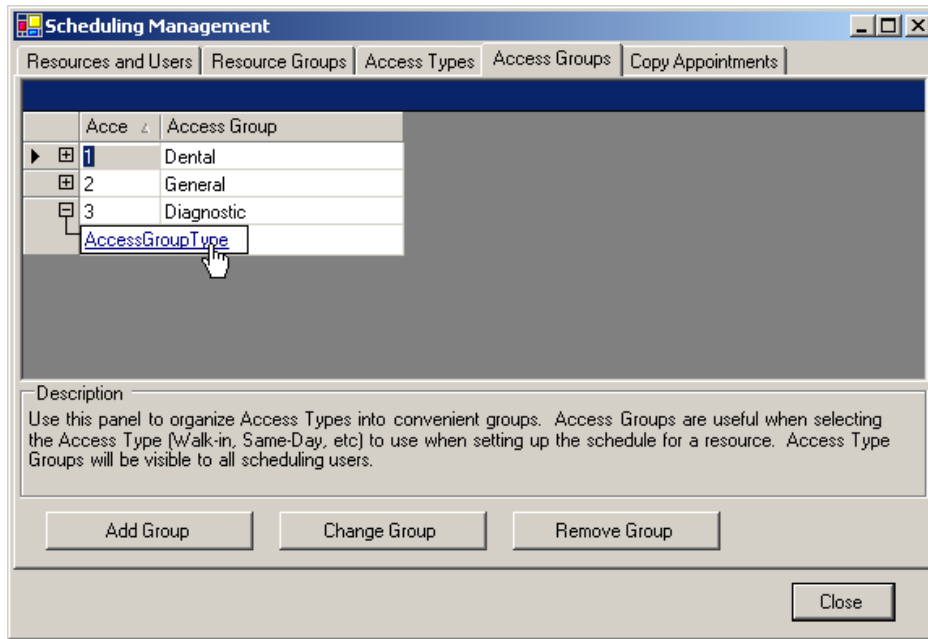 Scheduling Management
Resources and Users Resource Groups Access Types Access Groups Copy Appointments
Acce Access Group
1 Dental
2 General
3 Diagnostic
AccessGroupType
Description
Use this panel to organize Access Types into convenient groups. Access Groups are useful when selecting
the Access Type (Walk-in, Same-Day, etc) to use when setting up the schedule for a resource. Access Type
Groups will be visible to all scheduling users.
Add Group Change Group Remove Group
Close